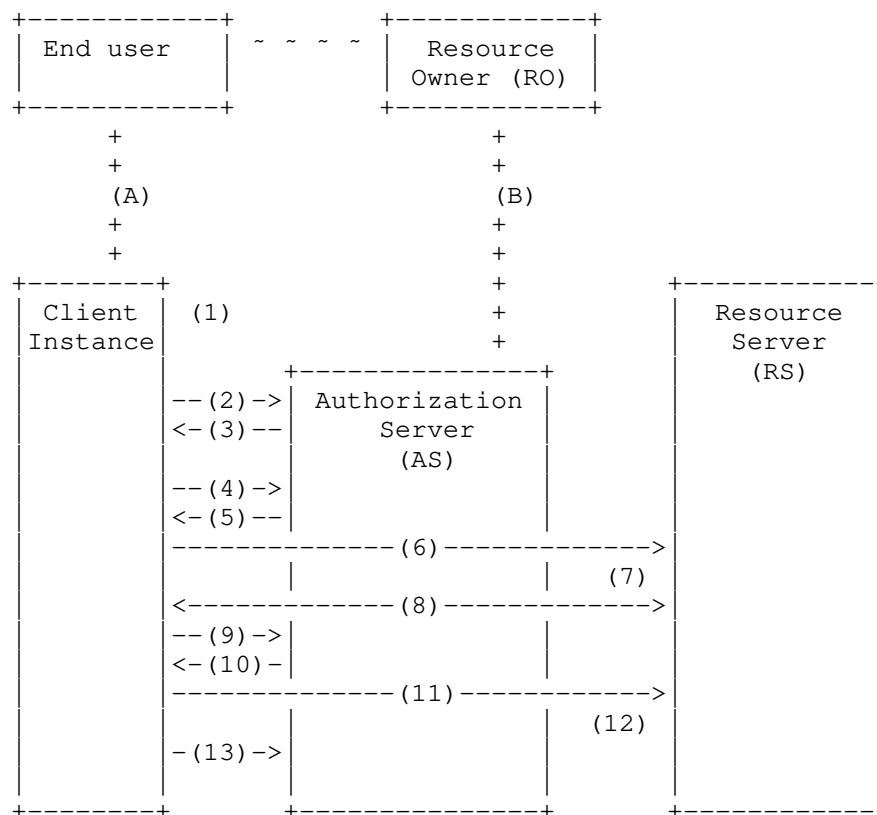 +------------+ +------------+
| End user | ~ ~ ~ ~ | Resource |
| | | Owner (RO) |
+------------+ +------------+
+ +
+ +
(A) (B)
+ +
+ +
+--------+ + +------------
| Client | (1) + | Resource
|Instance| + | Server
| | +---------------+ | (RS)
| |--(2)->| Authorization | |
| |<-(3)--| Server | |
| | | (AS) | |
| |--(4)->| | |
| |<-(5)--| | |
| |--------------(6)------------->|
| | | | (7) |
| |<-------------(8)------------->|
| |--(9)->| | |
| |<-(10)-| | |
| |--------------(11)------------>|
| | | | (12) |
| |-(13)->| | |
| | | | |
+--------+ +---------------+ +------------